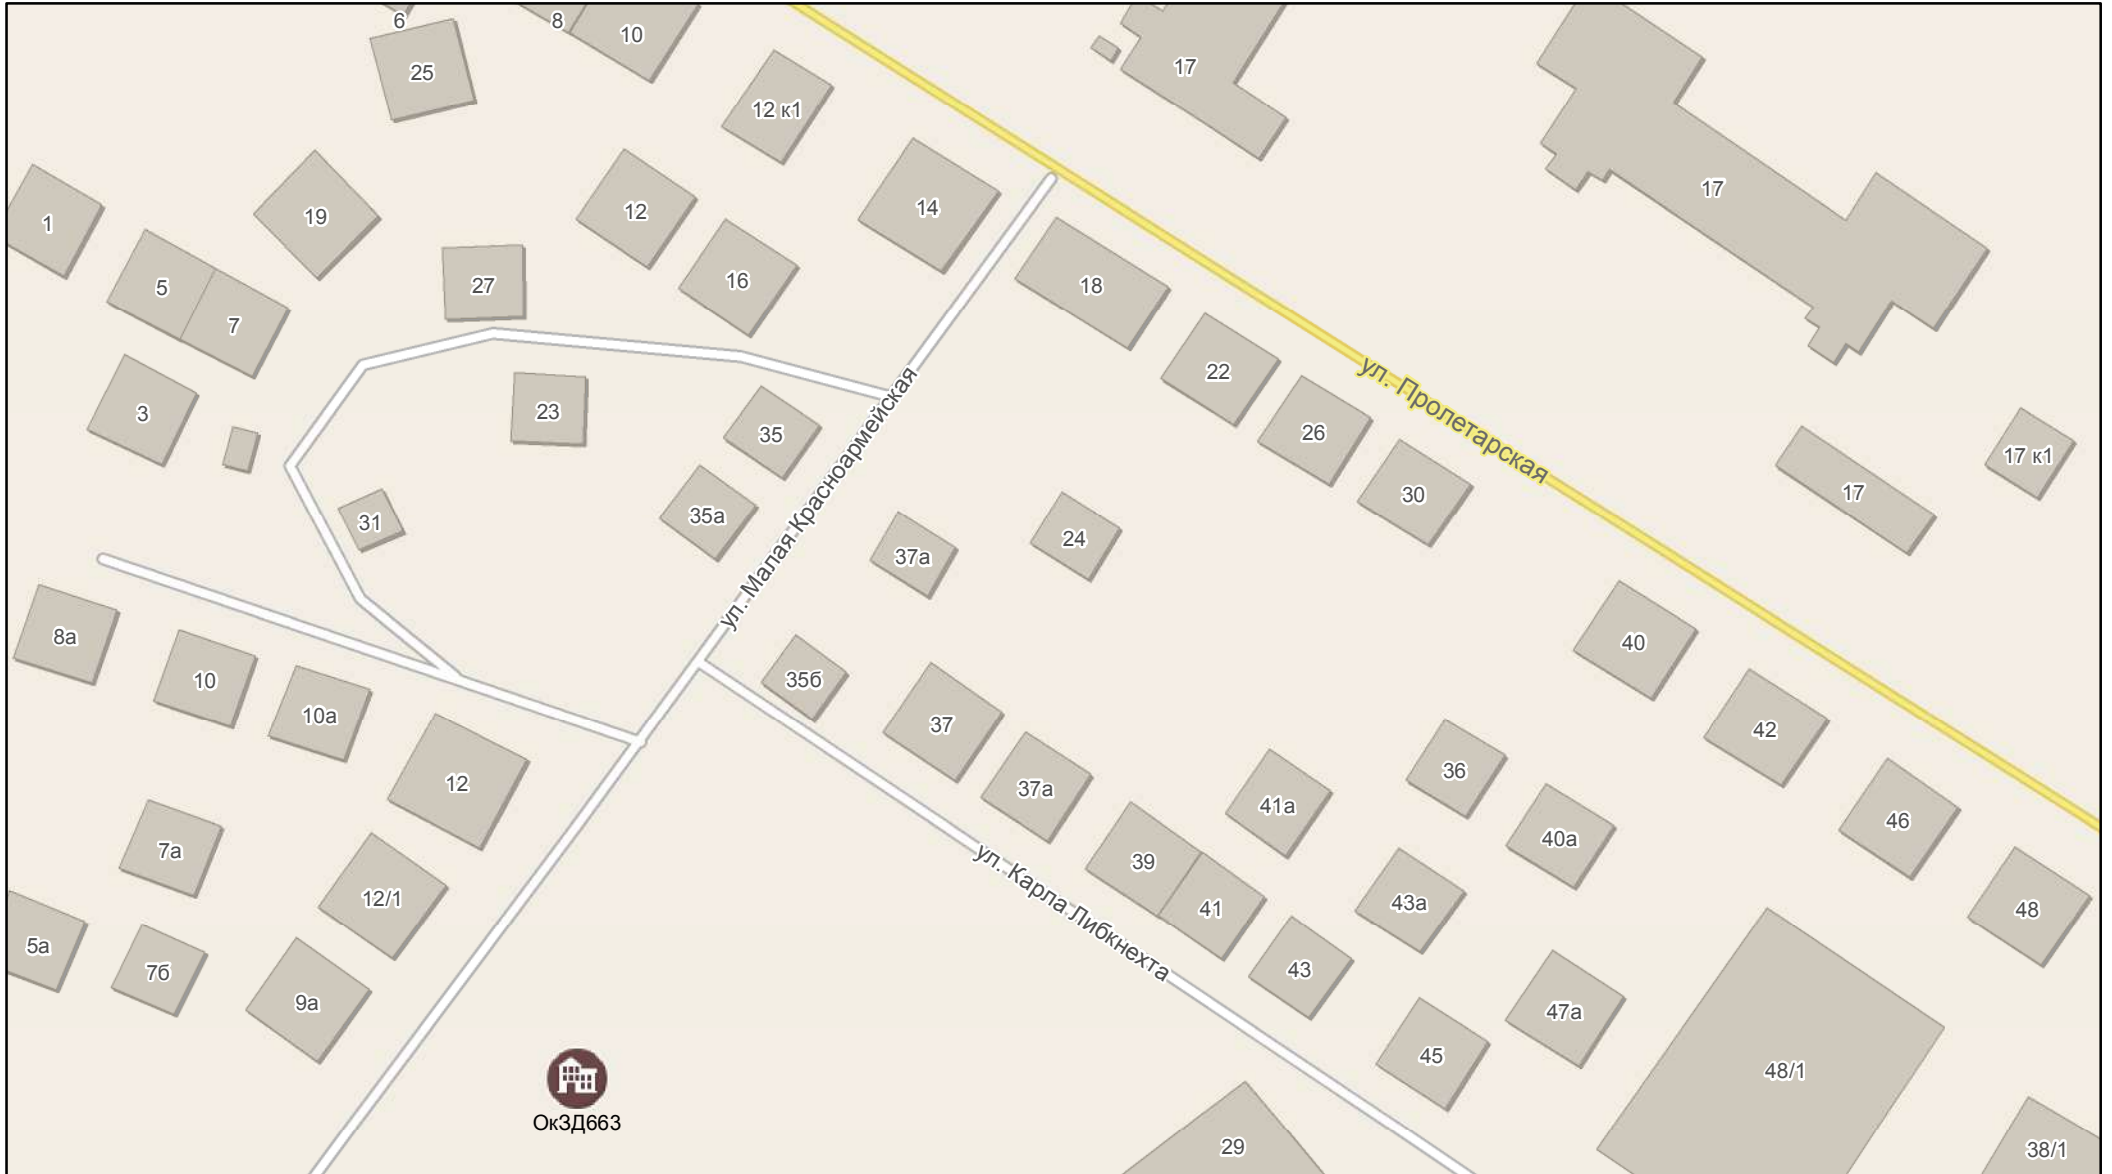 6
8
10
25
17
12 к1
17
1
19
12
14
5
27
16
18
7
22
3
23
35
26
ул. Пролетарская
17 к1
31
35а
30
17
ул. Малая Красноармейская
37а
24
8а
10
35б
40
10а
37
42
12
37а
36
41а
46
7а
39
40а
12/1
41
43а
48
5а
ул. Карла Либкнехта
7б
43
9а
47а
45
48/1
ОкЗД663
29
38/1